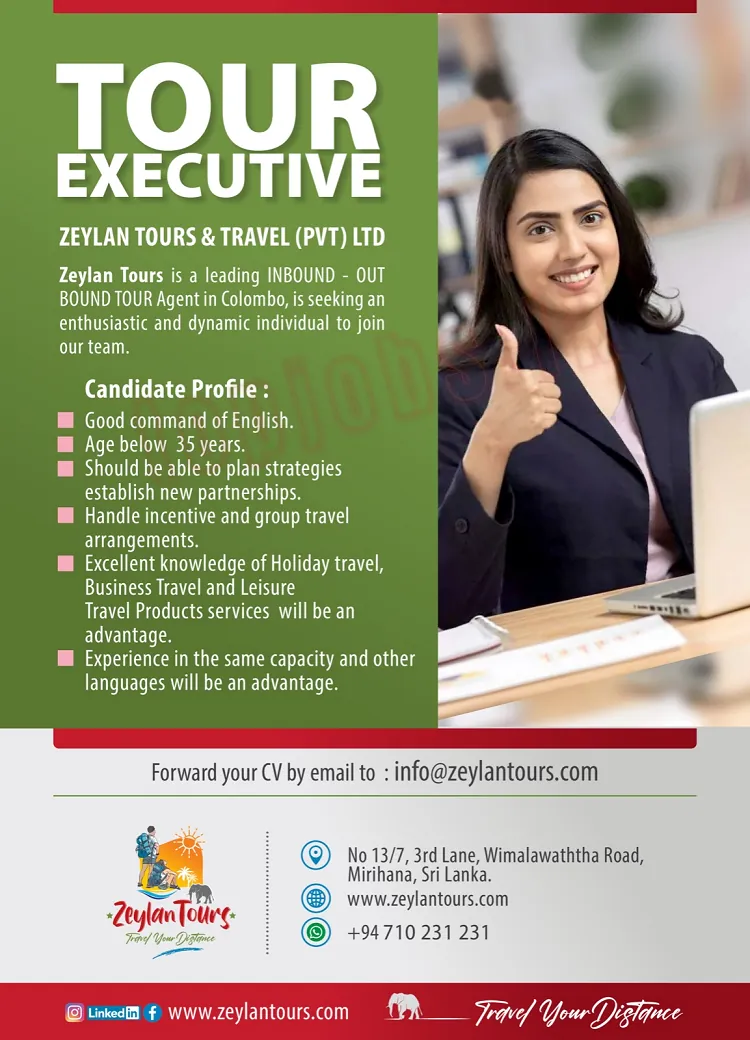 TOUR
EXECUTIVE
ZEYLAN TOURS & TRAVEL (PVT) LTD
Zeylan Tours is a leading INBOUND - OUT
BOUND TOUR Agent in Colombo, is seeking an
enthusiastic and dynamic individual to join
our team.
Candidate Profile :
Good command of English.
Age below 35 years.
Should be able to plan strategies
establish new partnerships.
Handle incentive and group travel
arrangements.
Excellent knowledge of Holiday travel,
Business Travel and Leisure
Travel Products services will be an
advantage.
Experience in the same capacity and other
languages will be an advantage.
Forward your CV by email to : info@zeylantours.com
Zeylan Tours
Travel Your Distance
No 13/7, 3rd Lane, Wimalawaththa Road,
Mirihana, Sri Lanka.
www.zeylantours.com
+94 710 231 231
Linked in f www.zeylantours.com
Travel Your Distance